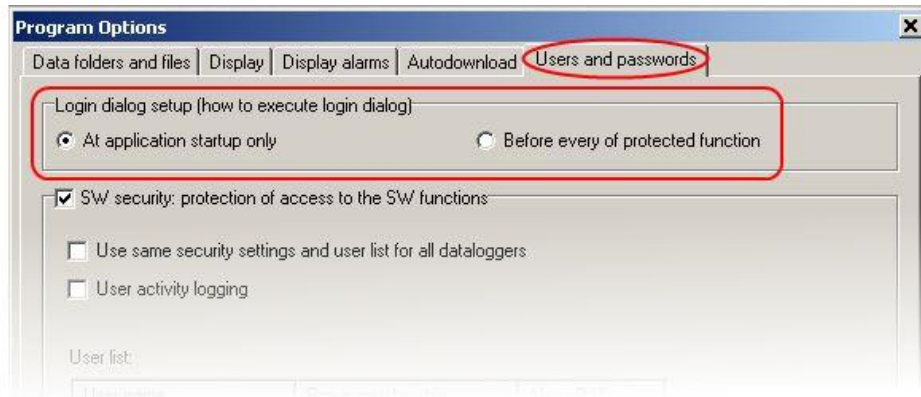 Program Options
Data folders and files Display Display alarms Autodownload Users and passwords
Login dialog setup (how to execute login dialog)
At application startup only Before every of protected function
SW security: protection of access to the SW functions
Use same security settings and user list for all dataloggers
User activity logging
User list:
User name